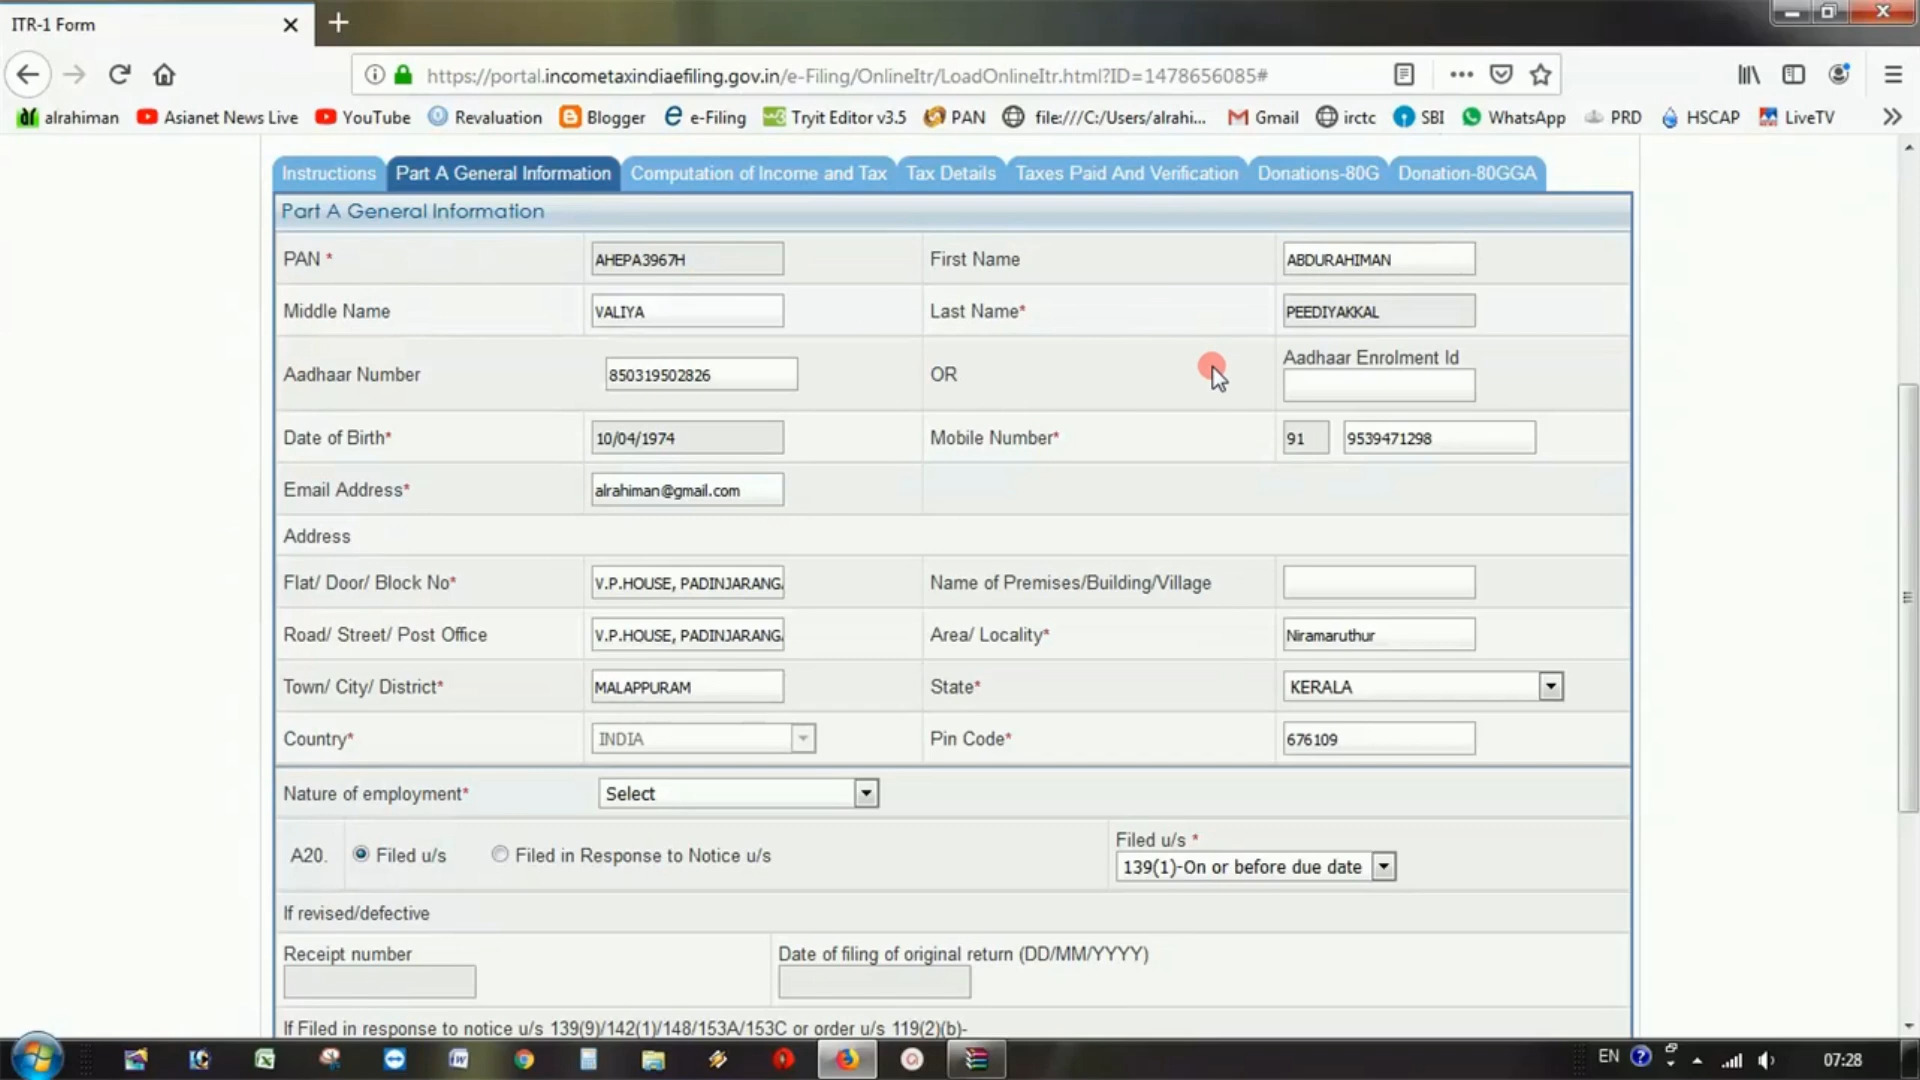 ITR-1 Form
https://portal.incometaxindiaefiling.gov.in/e-Filing/OnlineItr/LoadOnlineItr.html?ID=1478656085#
alrahiman Asianet News Live YouTube Revaluation Blogger e-Filing Tryit Editor v3.5 PAN file:///C:/Users/alrahi... Gmail irctc SBI WhatsApp PRD HSCAP LiveTV
Instructions Part A General Information Computation of Income and Tax Tax Details Taxes Paid And Verification Donations-80G Donation-80GGA
Part A General Information
PAN * AHEPA3967H First Name ABDURAHIMAN
Middle Name VALIYA Last Name* PEEDIYAKKAL
Aadhaar Enrolment Id
Aadhaar Number 850319502826 OR
Date of Birth* 10/04/1974 Mobile Number* 91 9539471298
Email Address* alrahiman@gmail.com
Address
Flat/ Door/ Block No* V.P.HOUSE, PADINJARANG Name of Premises/Building/Village
Road/ Street/ Post Office V.P.HOUSE, PADINJARANG Area/ Locality* Niramaruthur
Town/ City/ District* MALAPPURAM State* KERALA
Country* INDIA Pin Code* 676109
Nature of employment* Select
Filed u/s *
A20. Filed u/s Filed in Response to Notice u/s 139(1)-On or before due date
If revised/defective
Receipt number Date of filing of original return (DD/MM/YYYY)
If Filed in response to notice u/s 139(9)/142(1)/148/153A/153C or order u/s 119(2)(b)-
EN 07:28